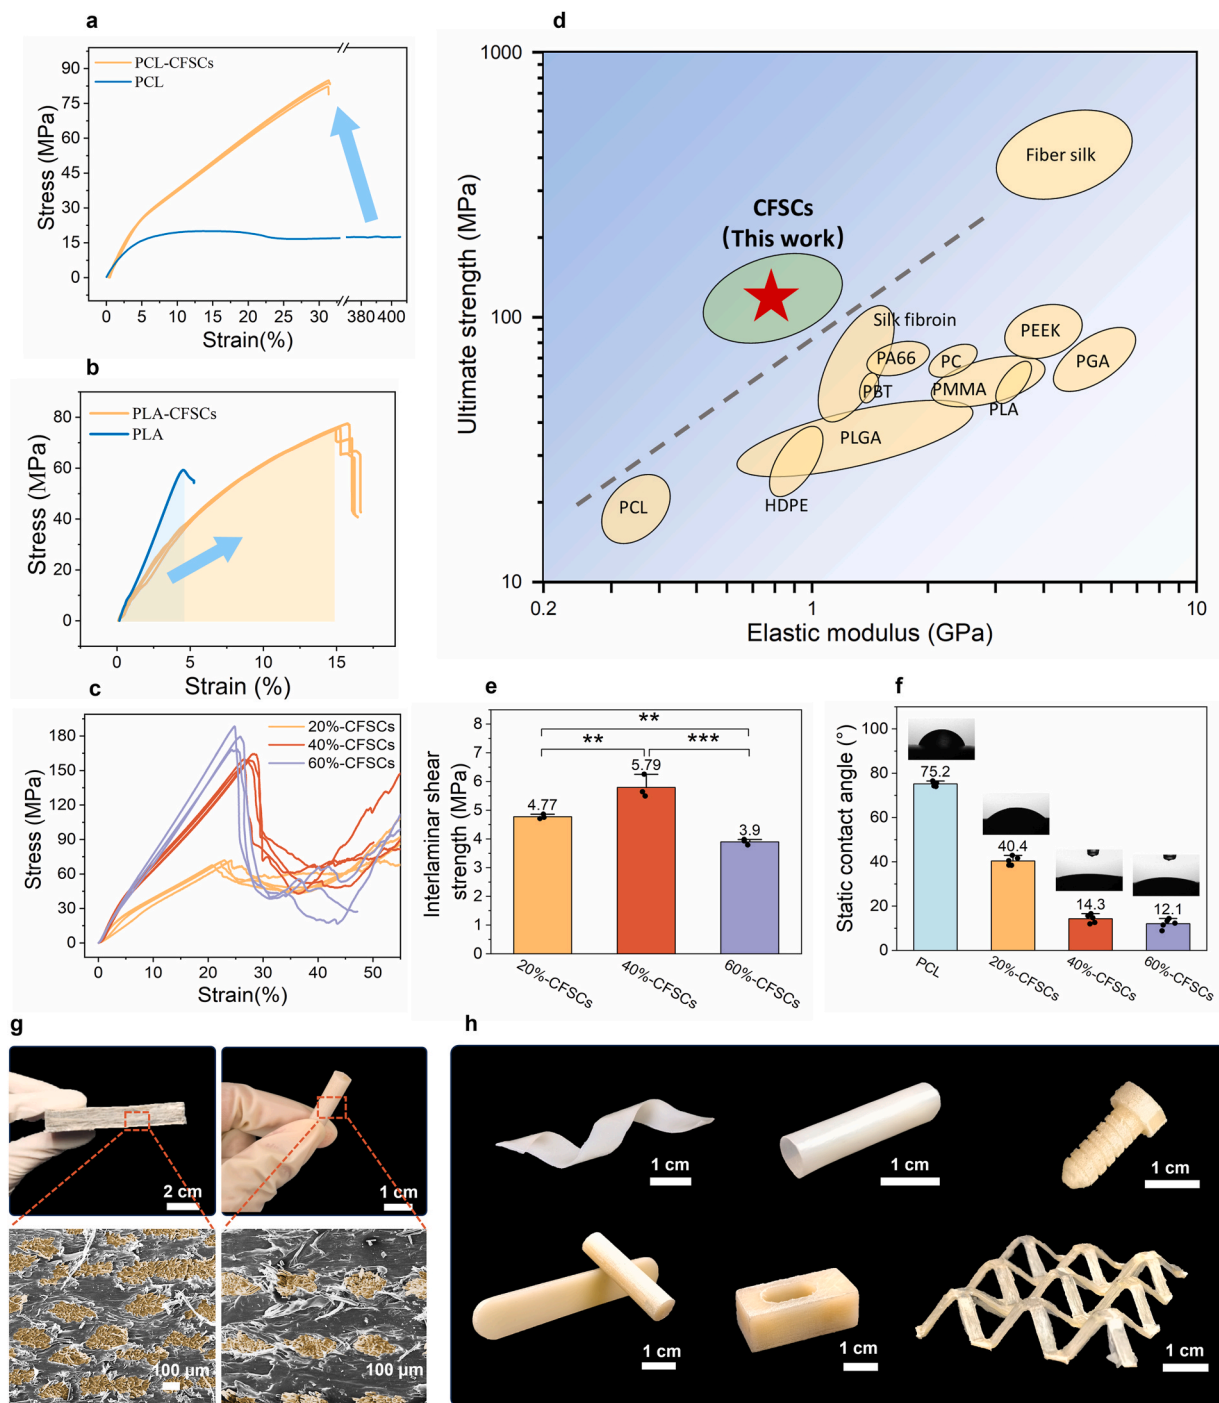 a
PCL-CFSCs
PCL
90
75
45
30
15
0
Stress (MPa)
0 5 10 15 20 25 30 380 400
Strain(%)
b
PLA-CFSCs
PLA
80
60
40
20
0
Stress (MPa)
0 5 10 15
Strain (%)
c
20%-CFSCs
40%-CFSCs
60%-CFSCs
180
150
120
90
60
30
0
Stress (MPa)
0 10 20 30 40 50
Strain(%)
d
1000
100
10
Ultimate strength (MPa)
Fiber silk
CFSCs
(This work)
Silk fibroin
PEEK
PA66
PC
PGA
PBT
PMMA
PLA
PLGA
PCL
HDPE
0.2 1 10
Elastic modulus (GPa)
e
8
7
6
5
4
3
2
1
0
Interlaminar shear
strength (MPa)
**
** ***
4.77
5.79
3.9
20%-CFSCs
40%-CFSCs
60%-CFSCs
f
100
80
60
40
20
0
Static contact angle (°)
75.2
40.4
14.3
12.1
PCL
20%-CFSCs
40%-CFSCs
60%-CFSCs
g
2 cm
1 cm
100 μm
100 μm
h
1 cm
1 cm
1 cm
1 cm
1 cm
1 cm